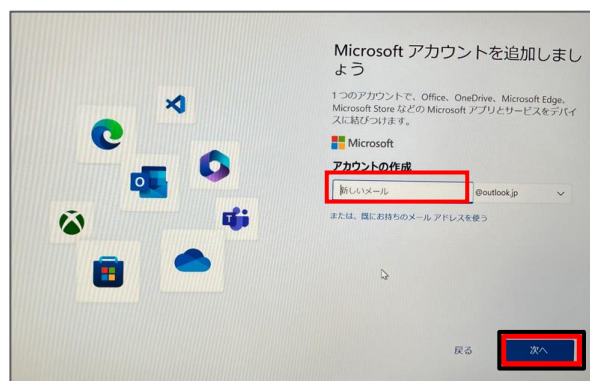 Microsoft アカウントを追加しまし
ょう
1 つのアカウントで、Office、OneDrive、Microsoft Edge、
Microsoft Store などの Microsoft アプリとサービスをデバイ
スに結びつけます。
Microsoft
アカウントの作成
新しいメール
@outlook.jp
または、既にお持ちのメール アドレスを使う
戻る
次へ